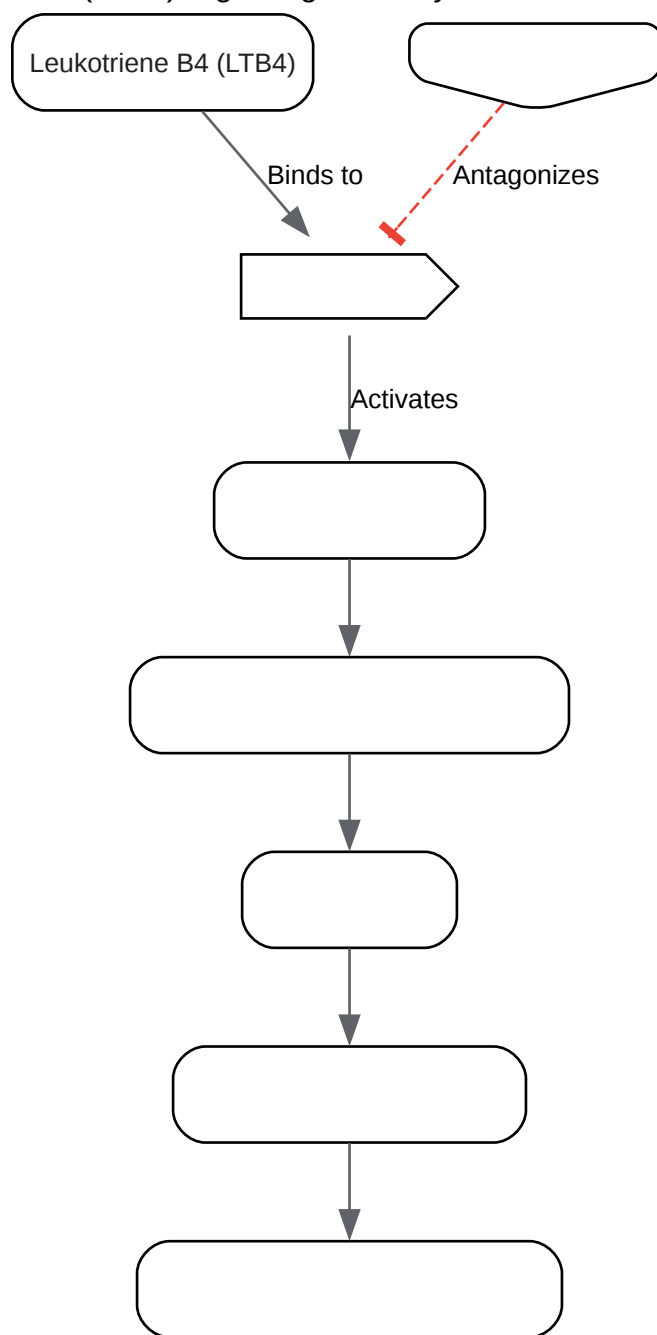 Leukotriene B4 (LTB4)
Binds to
Antagonizes
Activates